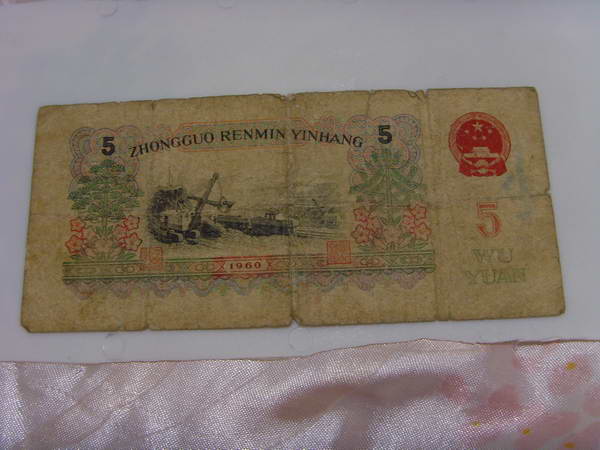 5 ZHONGGUO RENMIN YINHANG 5
5
WU
YUAN
1960